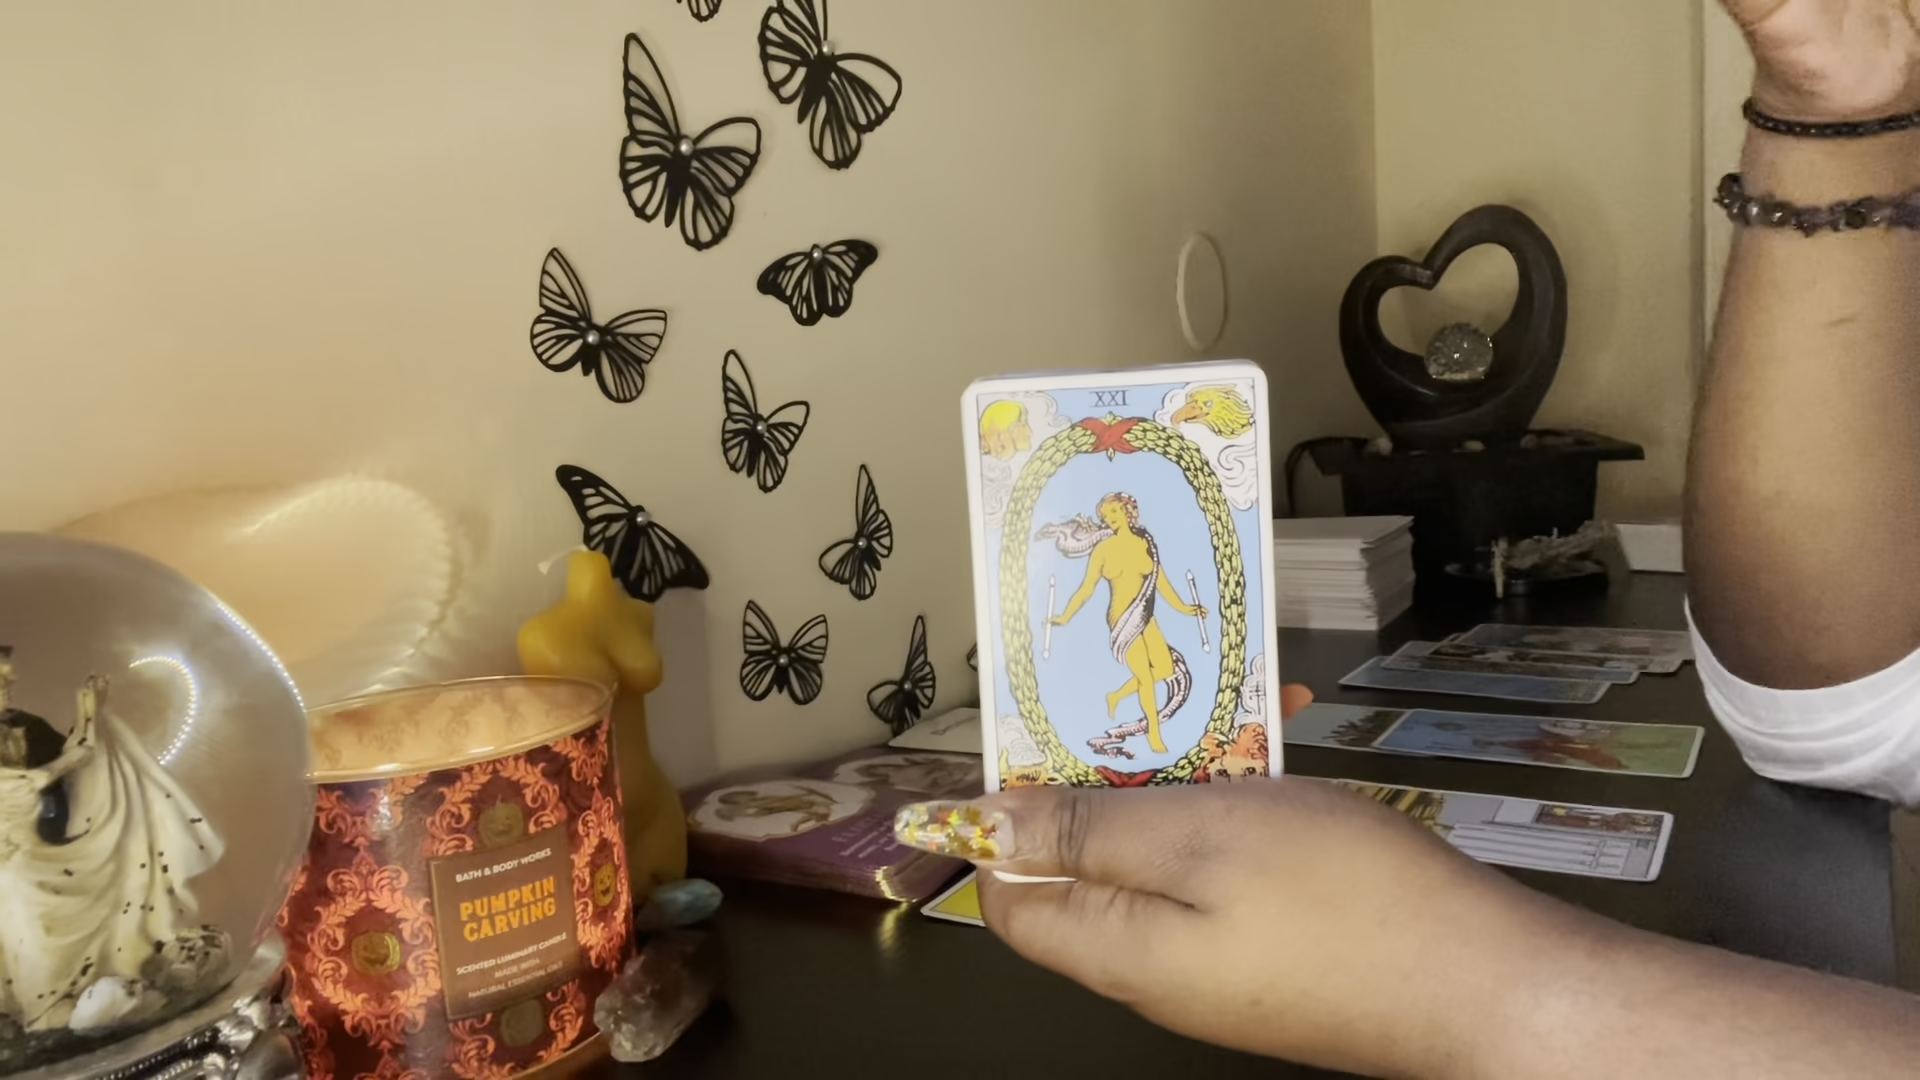 XXI
BATH & BODY WORKS
PUMPKIN
CARVING
SCENTED LUMINARY CANDLE
MADE WITH
NATURAL ESSENTIAL OILS